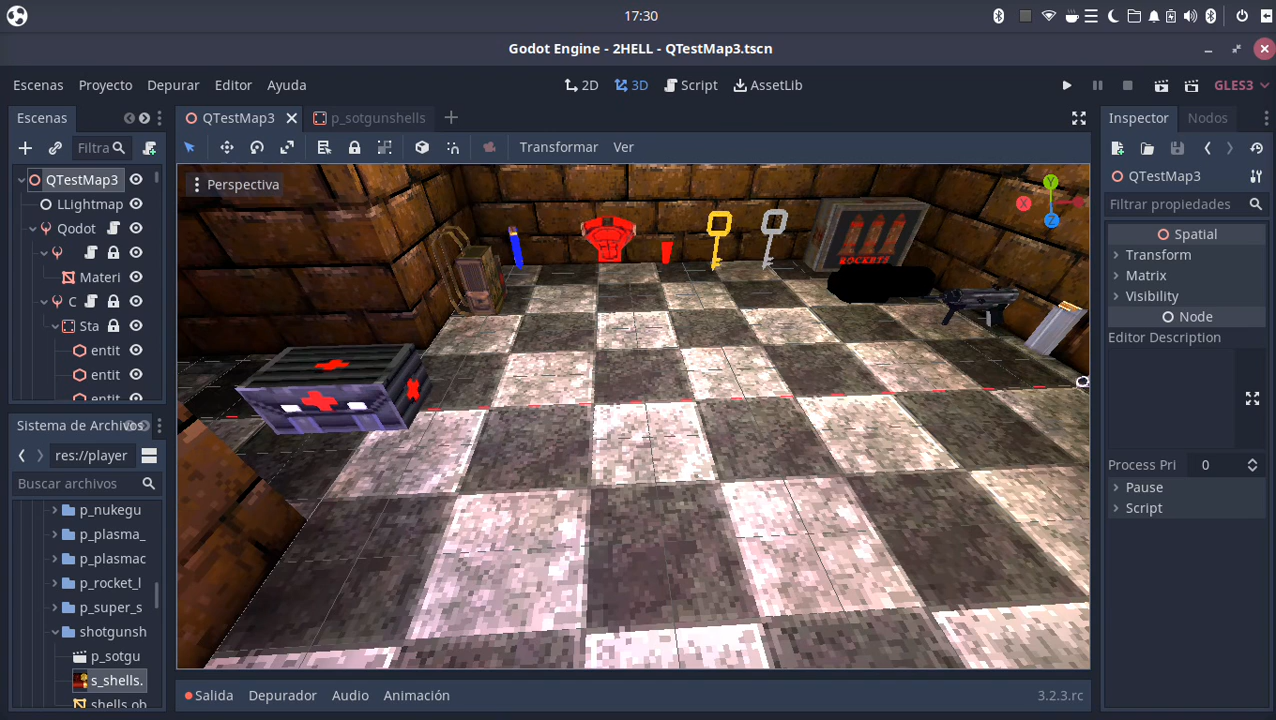 17:30
Godot Engine - 2HELL - QTestMap3.tscn
Escenas Proyecto Depurar Editor Ayuda
2D 3D Script AssetLib
GLES3
Escenas
QTestMap3 p_sotgunshells
Inspector Nodos
Filtra
Transformar Ver
QTestMap3
LLightmap
Qodot
Materi
C
Sta
entit
entit
entit
Perspectiva
Y
X
Z
ROCKETS
QTestMap3
Filtrar propiedades
Spatial
Transform
Matrix
Visibility
Node
Editor Description
Process Pri 0
Pause
Script
Sistema de Archivos
res://player
Buscar archivos
p_nukegu
p_plasma_
p_plasmac
p_rocket_l
p_super_s
shotgunsh
p_sotgu
s_shells.
shells.ob
Salida Depurador Audio Animación
3.2.3.rc